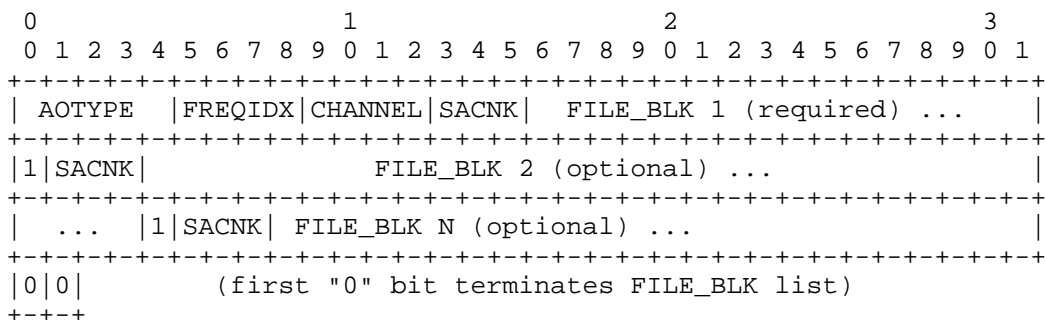 0                   1                   2                   3
 0 1 2 3 4 5 6 7 8 9 0 1 2 3 4 5 6 7 8 9 0 1 2 3 4 5 6 7 8 9 0 1
+-+-+-+-+-+-+-+-+-+-+-+-+-+-+-+-+-+-+-+-+-+-+-+-+-+-+-+-+-+-+-+-+
| AOTYPE  |FREQIDX|CHANNEL|SACNK|  FILE_BLK 1 (required) ...    |
+-+-+-+-+-+-+-+-+-+-+-+-+-+-+-+-+-+-+-+-+-+-+-+-+-+-+-+-+-+-+-+-+
|1|SACNK|              FILE_BLK 2 (optional) ...                |
+-+-+-+-+-+-+-+-+-+-+-+-+-+-+-+-+-+-+-+-+-+-+-+-+-+-+-+-+-+-+-+-+
|  ...  |1|SACNK| FILE_BLK N (optional) ...                     |
+-+-+-+-+-+-+-+-+-+-+-+-+-+-+-+-+-+-+-+-+-+-+-+-+-+-+-+-+-+-+-+-+
|0|0|        (first "0" bit terminates FILE_BLK list)
+-+-+